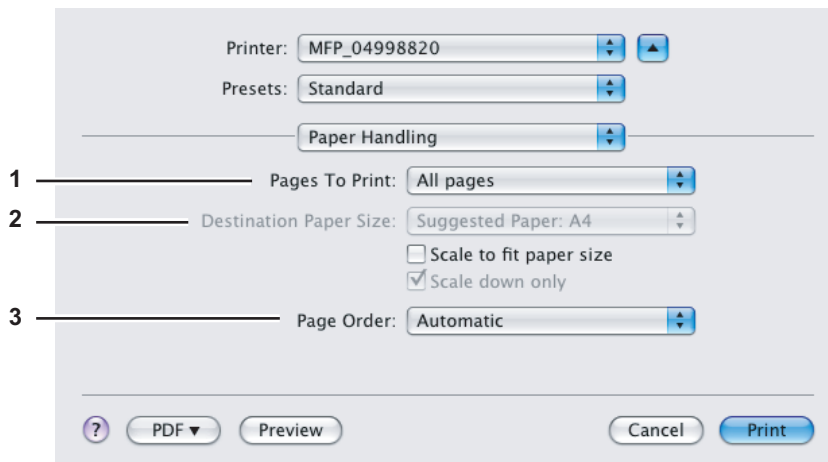 Printer: MFP_04998820
Presets: Standard
Paper Handling
1 Pages To Print: All pages
2 Destination Paper Size: Suggested Paper: A4
Scale to fit paper size
Scale down only
3 Page Order: Automatic
? PDF ▼ Preview Cancel Print